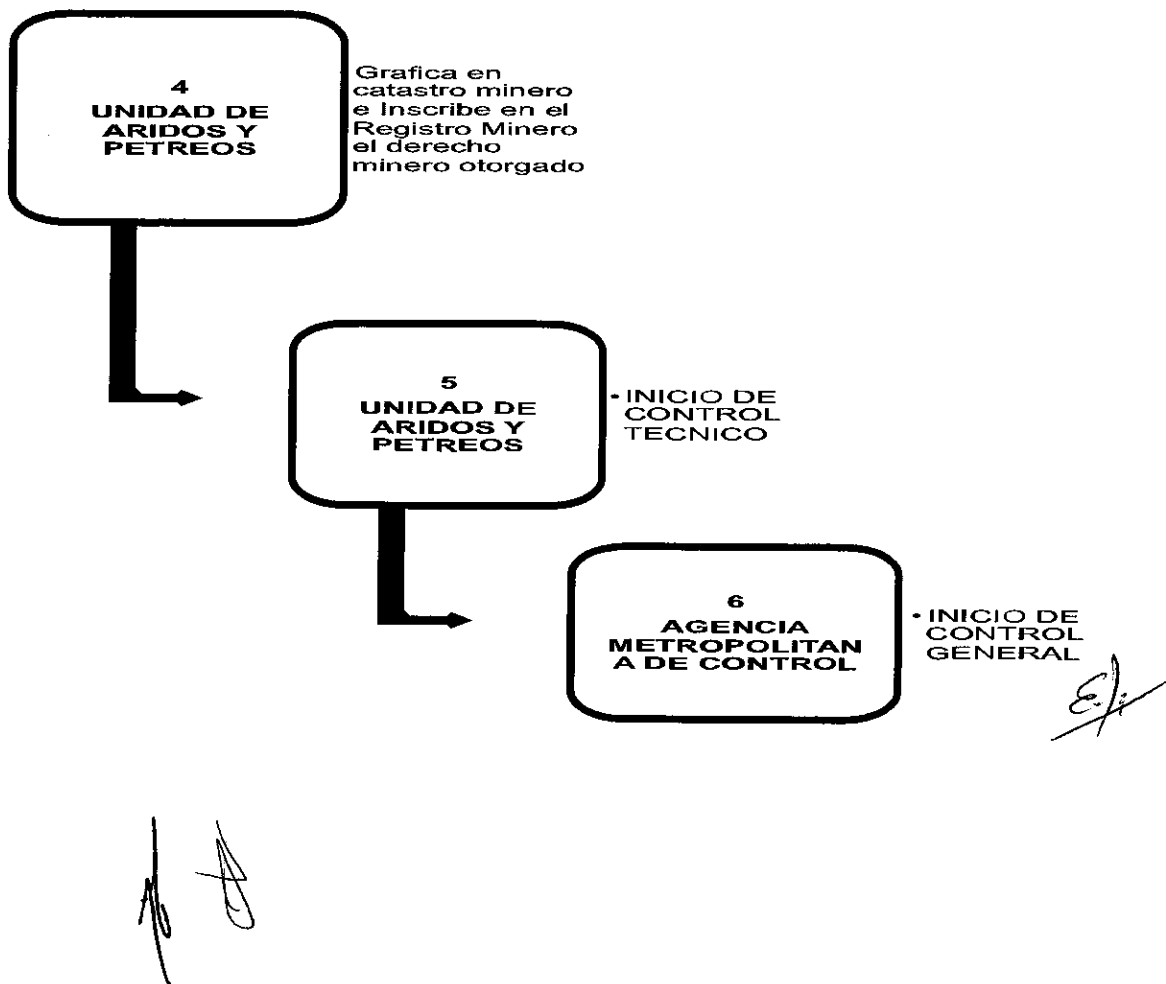 4
UNIDAD DE
ARIDOS Y
PETREOS
Grafica en
catastro minero
e Inscribe en el
Registro Minero
el derecho
minero otorgado
5
UNIDAD DE
ARIDOS Y
PETREOS
• INICIO DE
CONTROL
TECNICO
6
AGENCIA
METROPOLITAN
A DE CONTROL
• INICIO DE
CONTROL
GENERAL